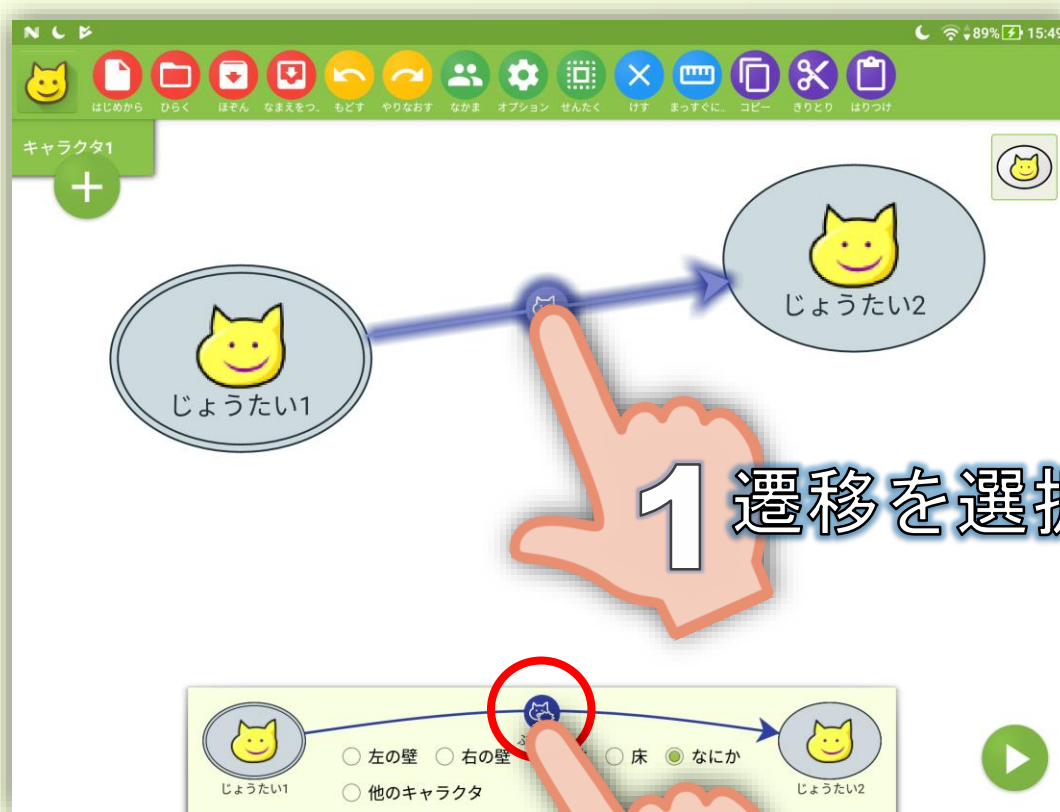 89% 15:49
はじめから ひらく ほぞん なまえをつ.. もどす やりなおす なかま オプション せんたく けす まっすぐに.. コピー きりとり はりつけ
キャラクタ1
じょうたい2
じょうたい1
1 遷移を選択
左の壁 右の壁 床 なにか
じょうたい1 じょうたい2
他のキャラクタ